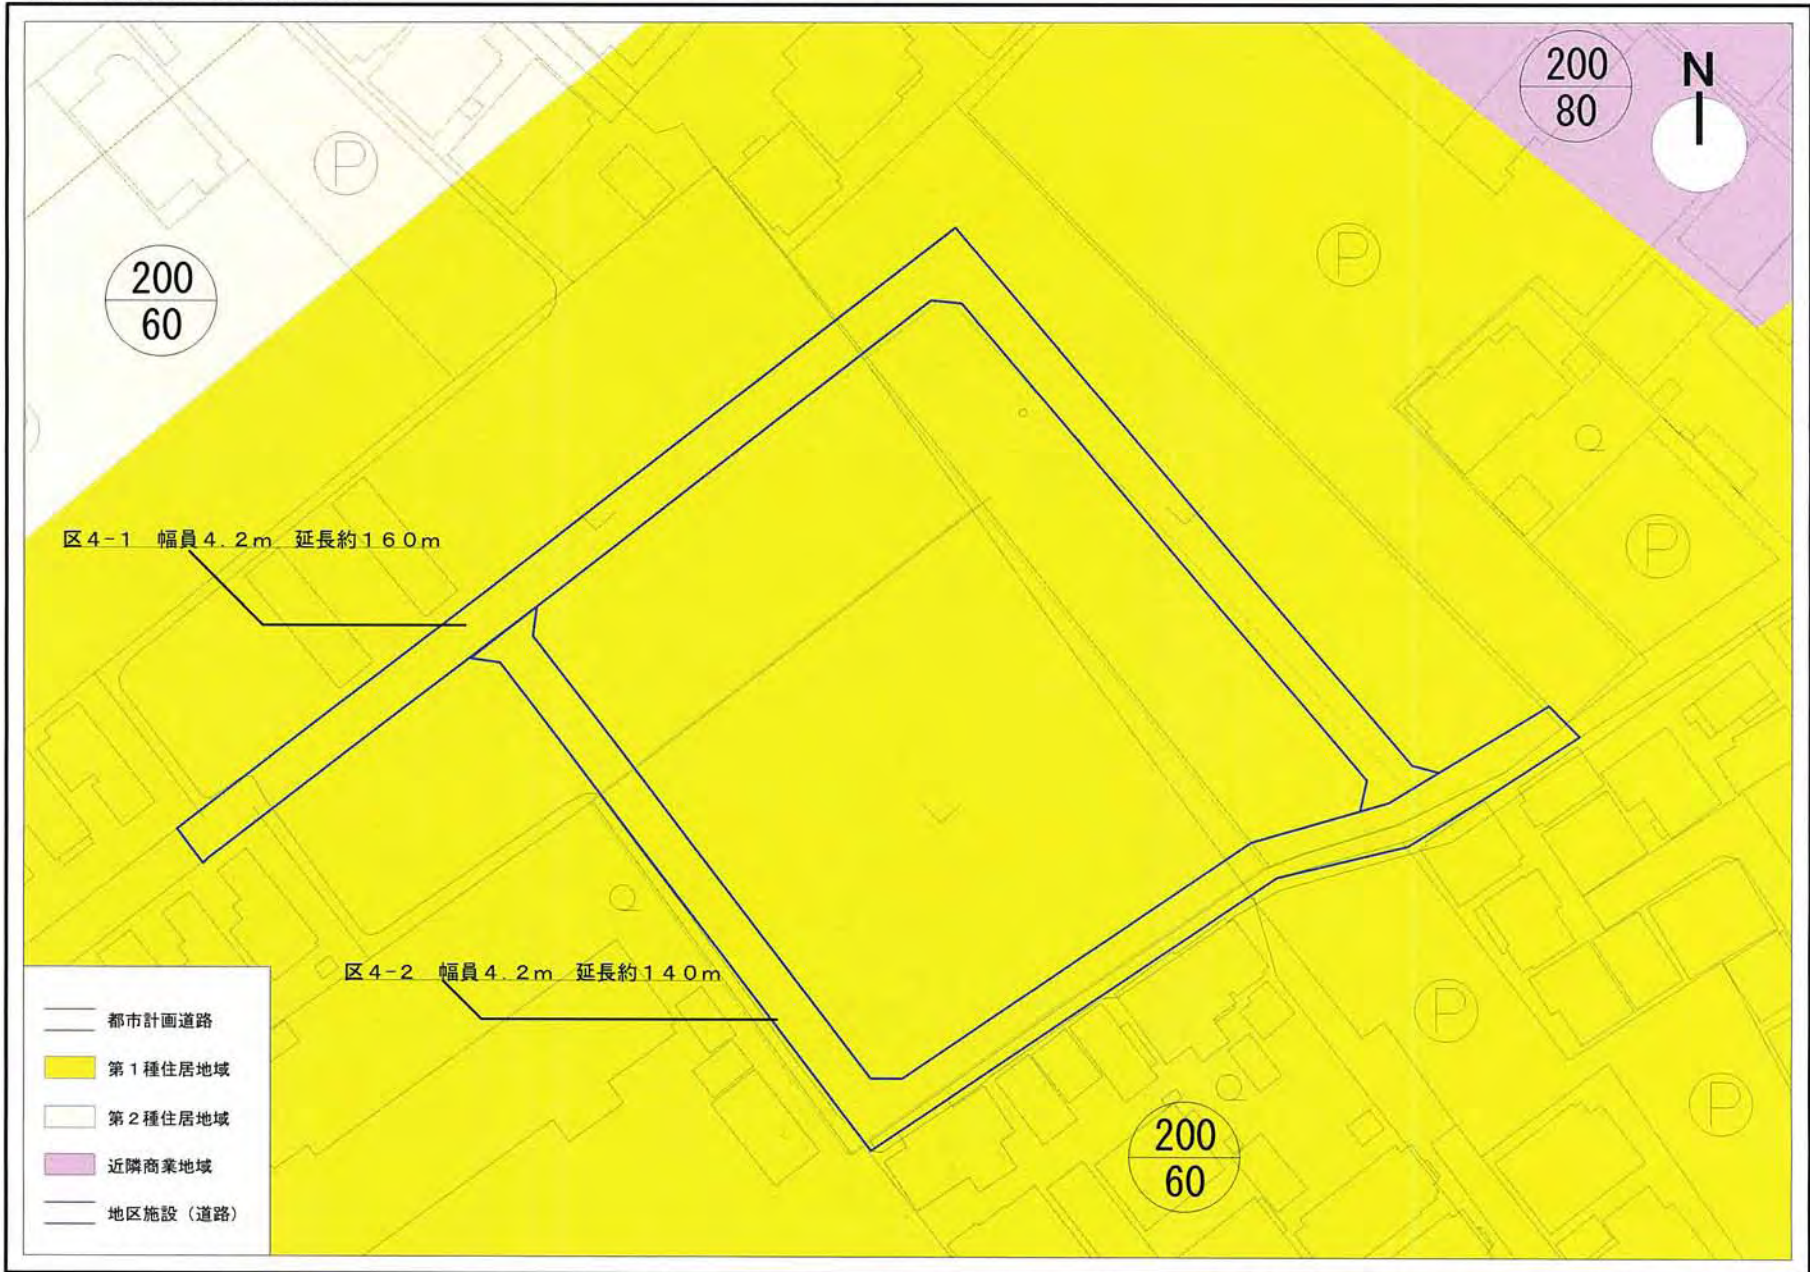 200
80
N
P
200
60
P
区4-1 幅員4.2m 延長約160m
P
区4-2 幅員4.2m 延長約140m
P
P
200
60
都市計画道路
第1種住居地域
第2種住居地域
近隣商業地域
地区施設（道路）